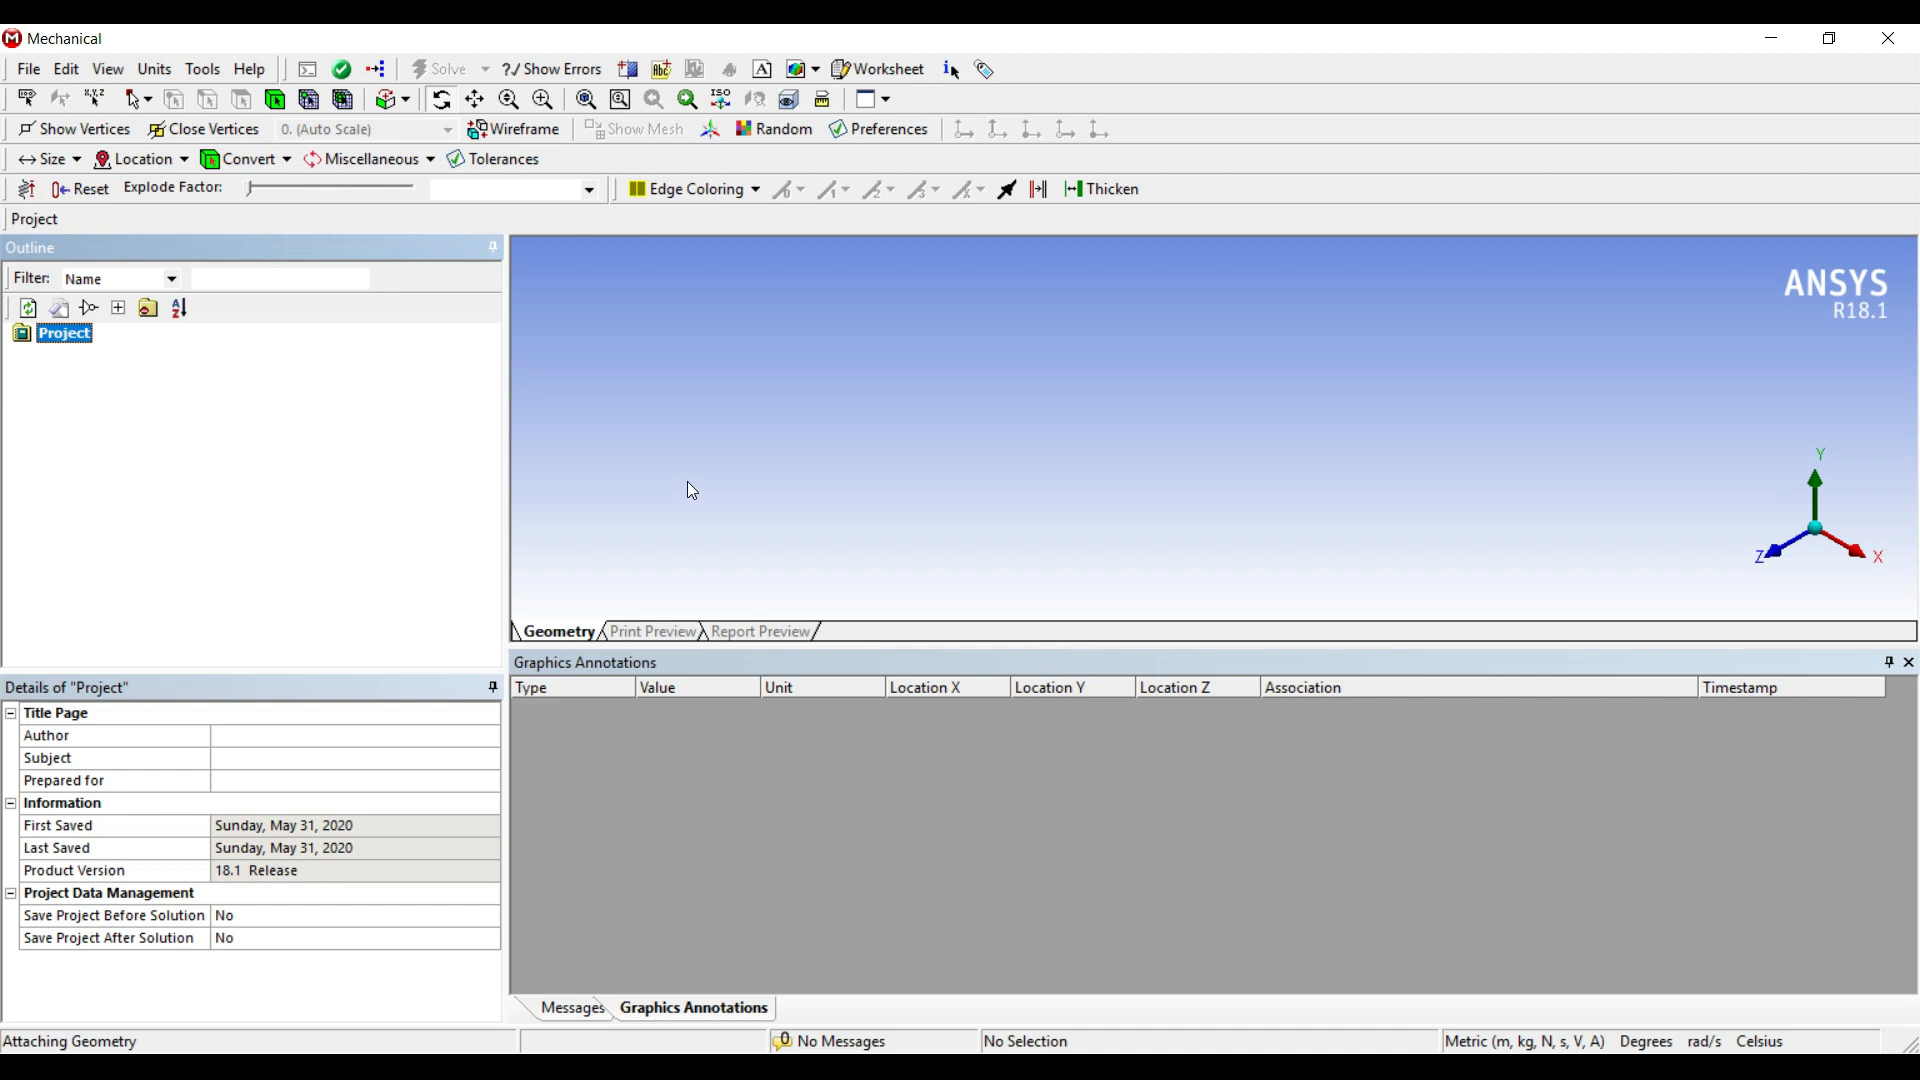 Mechanical
File Edit View Units Tools Help Solve ?✓ Show Errors Worksheet
ISO
Show Vertices Close Vertices 0. (Auto Scale) Wireframe Show Mesh Random Preferences
Size Location Convert Miscellaneous Tolerances
Reset Explode Factor: Edge Coloring Thicken
Project
Outline
Filter: Name
Project
ANSYS
R18.1
Y
Z
X
Geometry Print Preview Report Preview
Details of "Project"
Title Page
Author
Subject
Prepared for
Information
First Saved Sunday, May 31, 2020
Last Saved Sunday, May 31, 2020
Product Version 18.1 Release
Project Data Management
Save Project Before Solution No
Save Project After Solution No
Graphics Annotations
Type Value Unit Location X Location Y Location Z Association Timestamp
Messages Graphics Annotations
Attaching Geometry 0 No Messages No Selection Metric (m, kg, N, s, V, A) Degrees rad/s Celsius